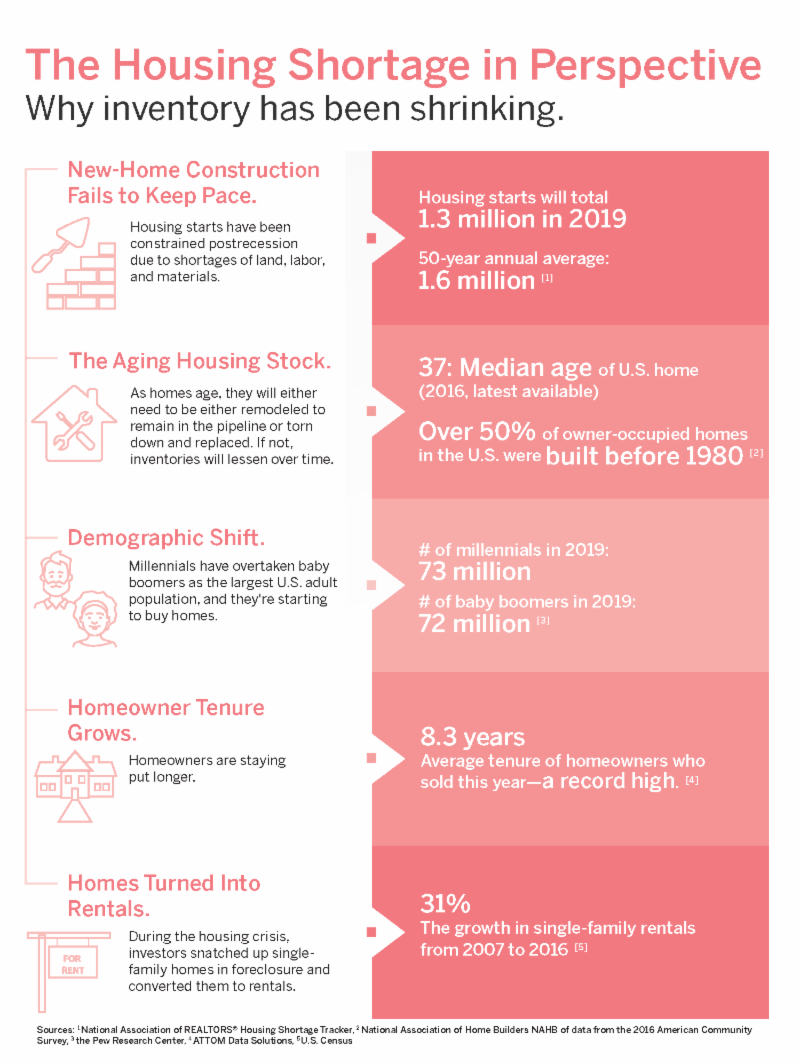 The Housing Shortage in Perspective
Why inventory has been shrinking.
New-Home Construction
Fails to Keep Pace.
Housing starts have been
constrained postrecession
due to shortages of land, labor,
and materials.
Housing starts will total
1.3 million in 2019
50-year annual average:
1.6 million [1]
The Aging Housing Stock.
As homes age, they will either
need to be either remodeled to
remain in the pipeline or torn
down and replaced. If not,
inventories will lessen over time.
37: Median age of U.S. home
(2016, latest available)
Over 50% of owner-occupied homes
in the U.S. were built before 1980 [2]
Demographic Shift.
Millennials have overtaken baby
boomers as the largest U.S. adult
population, and they're starting
to buy homes.
# of millennials in 2019:
73 million
# of baby boomers in 2019:
72 million [3]
Homeowner Tenure
Grows.
Homeowners are staying
put longer.
8.3 years
Average tenure of homeowners who
sold this year—a record high. [4]
Homes Turned Into
Rentals.
FOR
RENT
During the housing crisis,
investors snatched up single-
family homes in foreclosure and
converted them to rentals.
31%
The growth in single-family rentals
from 2007 to 2016 [5]
Sources: ¹National Association of REALTORS® Housing Shortage Tracker, ² National Association of Home Builders NAHB of data from the 2016 American Community
Survey, ³ the Pew Research Center, ⁴ ATTOM Data Solutions, ⁵U.S. Census